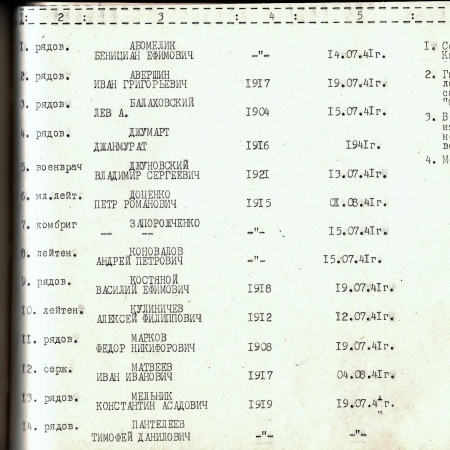 1: 2 : 3 : 4 : 5 :
1. рядов. АБОМЕЛИК
БЕНИЦИАН ЕФИМОВИЧ -"- 14.07.41г.
2. рядов. АВЕРШИН
ИВАН ГРИГОРЬЕВИЧ 1917 19.07.41г.
3. рядов. БАЛАХОВСКИЙ
ЛЕВ А. 1904 15.07.41г.
4. рядов. ДЖУМАРТ
ДЖАНМУРАТ 1916 1941г.
5. военврач ДЖУНОВСКИЙ
ВЛАДИМИР СЕРГЕЕВИЧ 1921 13.07.41г.
6. мл.лейт. ДОЦЕНКО
ПЕТР РОМАНОВИЧ 1915 01.08.41г.
7. комбриг ЗАПОРОЖЧЕНКО
-- -- -"- 15.07.41г.
8. лейтен. КОНОВАЛОВ
АНДРЕЙ ПЕТРОВИЧ -"- 15.07.41г.
9. рядов. КОСТЯНОЙ
ВАСИЛИЙ ЕФИМОВИЧ 1918 19.07.41г.
10. лейтен. КУЛИНИЧЕВ
АЛЕКСЕЙ ФИЛИППОВИЧ 1912 12.07.41г.
11. рядов. МАРКОВ
ФЕДОР НИКИФОРОВИЧ 1908 19.07.41г.
12. серж. МАТВЕЕВ
ИВАН ИВАНОВИЧ 1917 04.08.41г.
13. рядов. МЕЛЬНИК
КОНСТАНТИН АСАДОВИЧ 1919 19.07.41г.
14. рядов. ПАНТЕЛЕЕВ
ТИМОФЕЙ ДАНИЛОВИЧ -"- -"-
1.
2.
3. В
4.